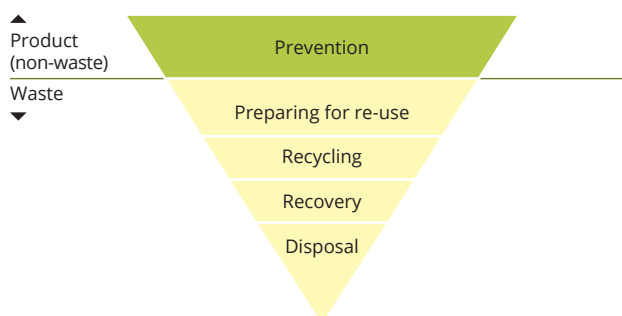 Product
(non-waste)
Prevention
Waste
Preparing for re-use
Recycling
Recovery
Disposal